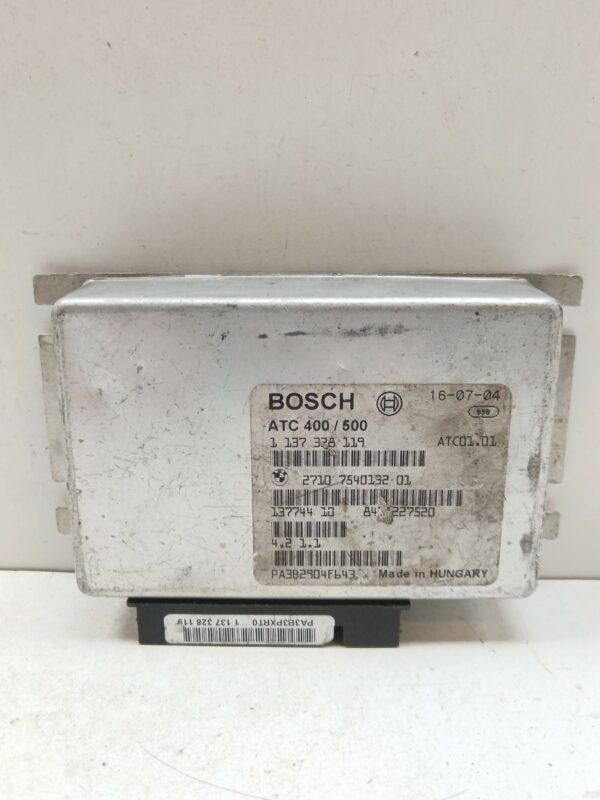 BOSCH
16-07-04
ATC 400 / 500
1 137 328 119
ATC01.01
2710 7540132 01
137744 10
4.2 1.1
PA3B2904F643
Made in HUNGARY
PA3B3PXRT0 1 137 328 119